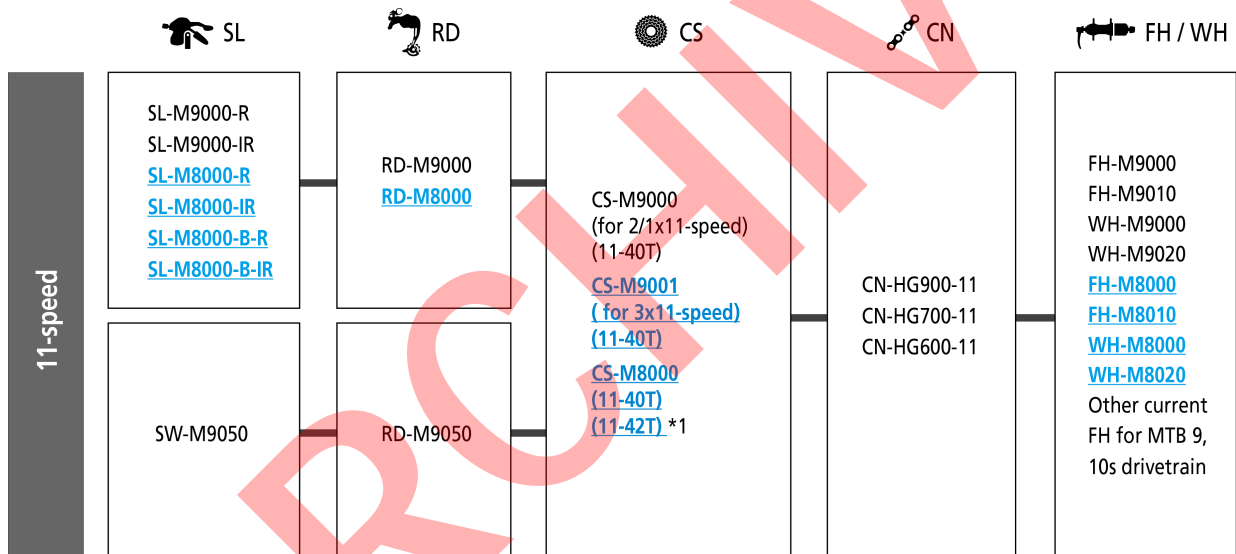 SL
RD
CS
CN
FH / WH
11-speed
SL-M9000-R
SL-M9000-IR
SL-M8000-R
SL-M8000-IR
SL-M8000-B-R
SL-M8000-B-IR
RD-M9000
RD-M8000
SW-M9050
RD-M9050
CS-M9000
(for 2/1x11-speed)
(11-40T)
CS-M9001
( for 3x11-speed)
(11-40T)
CS-M8000
(11-40T)
(11-42T) *1
CN-HG900-11
CN-HG700-11
CN-HG600-11
FH-M9000
FH-M9010
WH-M9000
WH-M9020
FH-M8000
FH-M8010
WH-M8000
WH-M8020
Other current
FH for MTB 9,
10s drivetrain
RCHIV